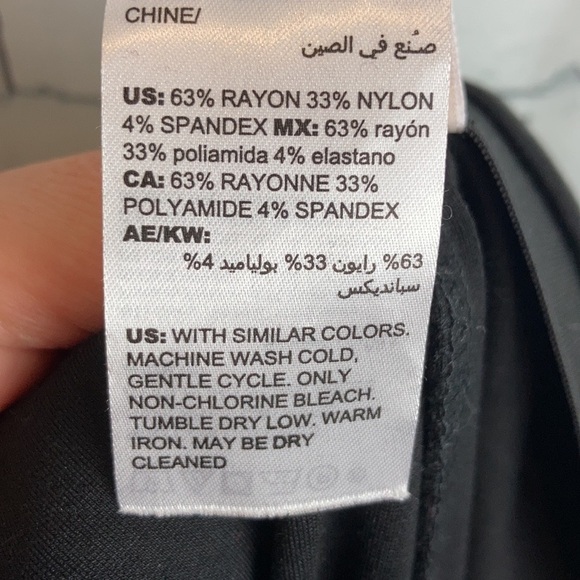 CHINE/
صُنع في الصين
US: 63% RAYON 33% NYLON
4% SPANDEX MX: 63% rayón
33% poliamida 4% elastano
CA: 63% RAYONNE 33%
POLYAMIDE 4% SPANDEX
AE/KW:
63% رايون 33% بولياميد 4%
سبانديكس
US: WITH SIMILAR COLORS.
MACHINE WASH COLD,
GENTLE CYCLE. ONLY
NON-CHLORINE BLEACH.
TUMBLE DRY LOW. WARM
IRON. MAY BE DRY
CLEANED